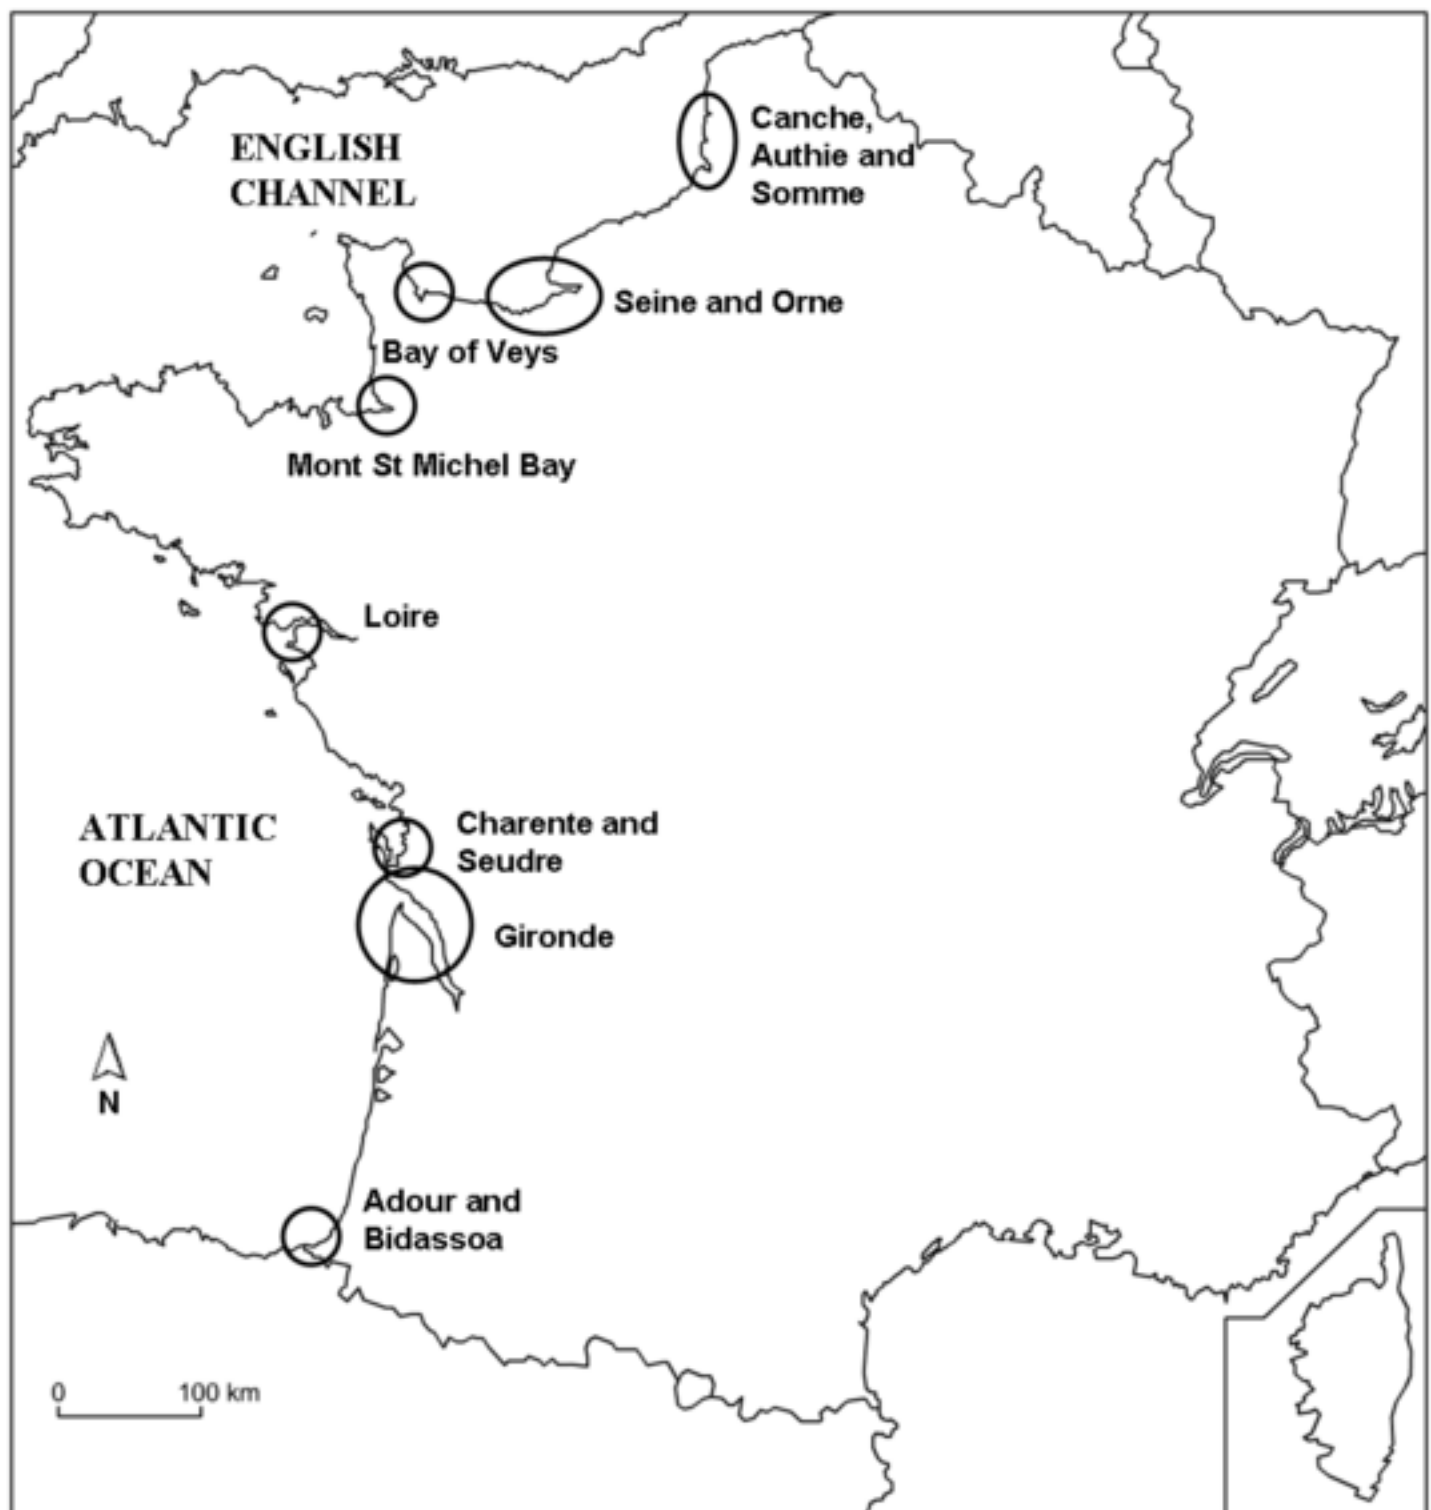 Canche,
Authie and
Somme
ENGLISH
CHANNEL
Seine and Orne
Bay of Veys
Mont St Michel Bay
Loire
Charente and
Seudre
ATLANTIC
OCEAN
Gironde
N
Adour and
Bidassoa
0 100 km